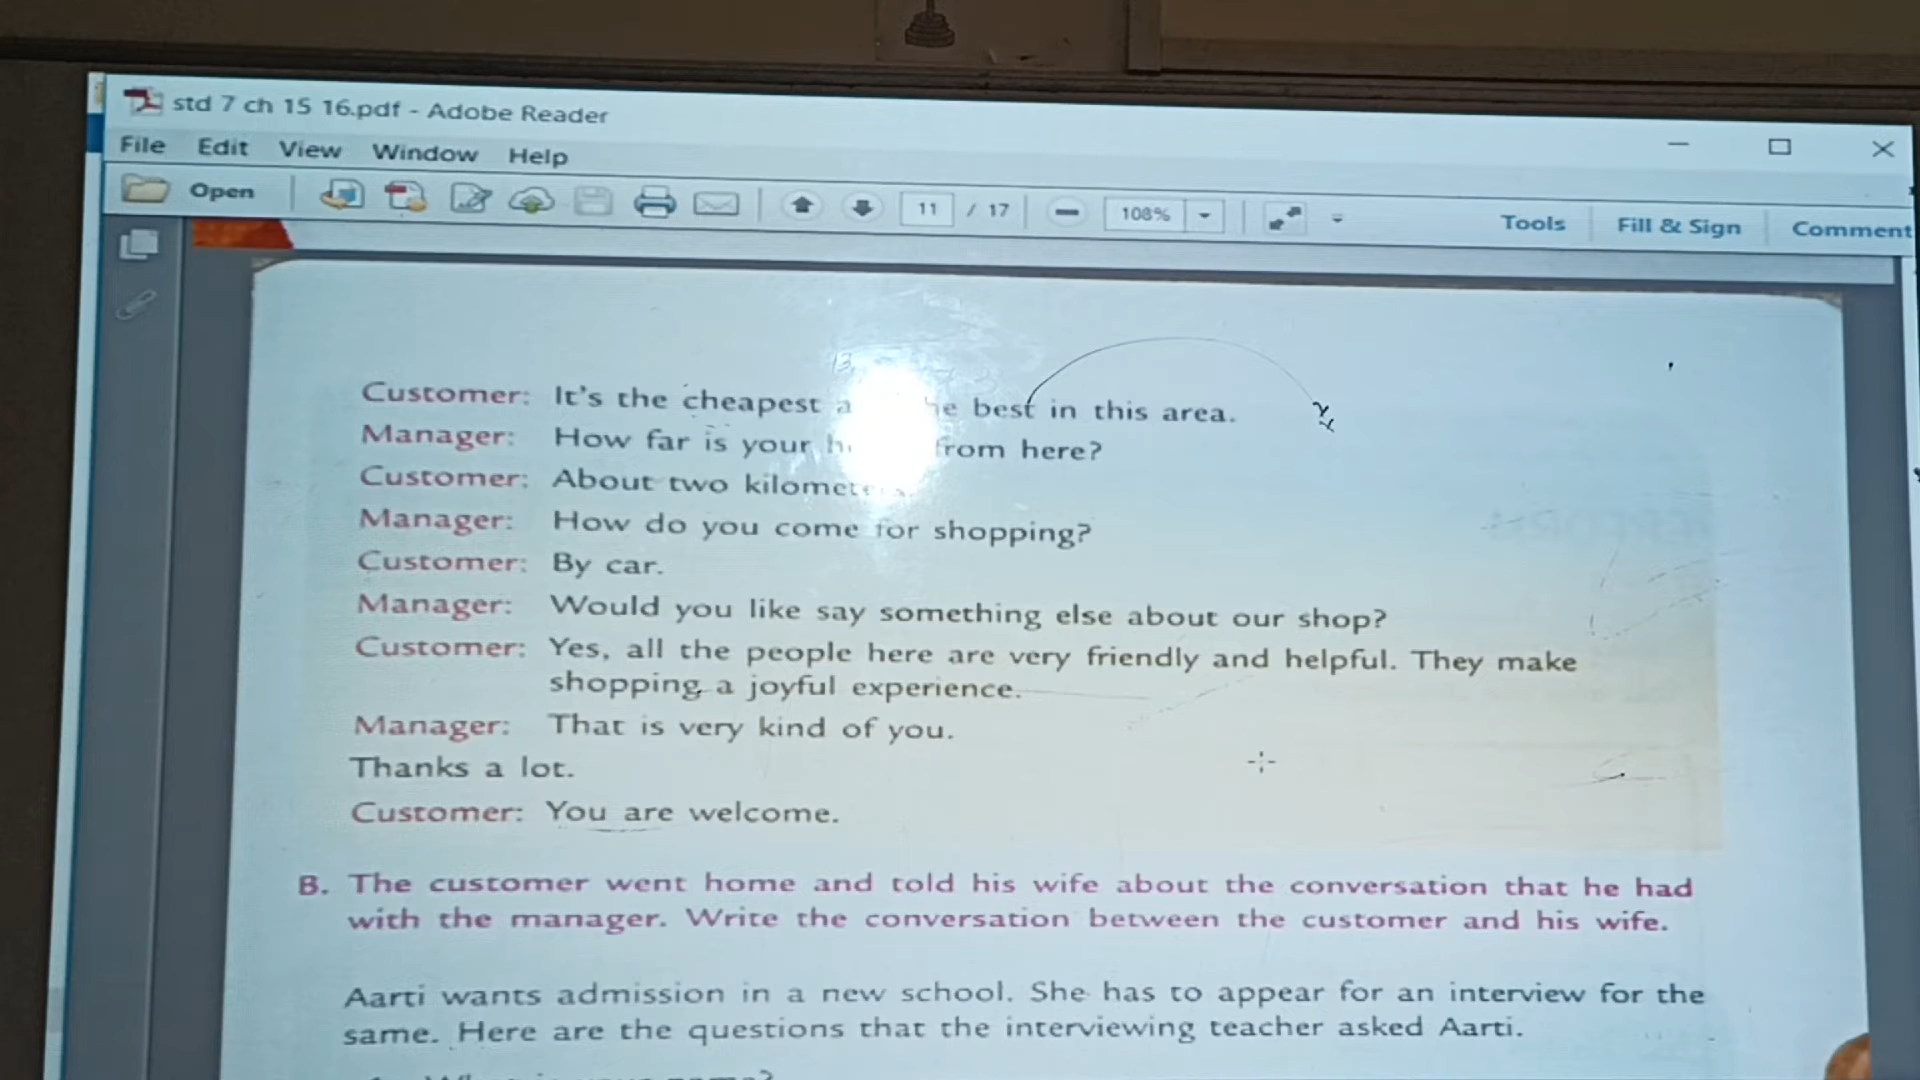 std 7 ch 15 16.pdf - Adobe Reader
File Edit View Window Help
Open 11 / 17 108% Tools Fill & Sign Comment
Customer: It's the cheapest best in this area.
Manager: How far is your from here?
Customer: About two
Manager: How do you come for shopping?
Customer: By car.
Manager: Would you like say something else about our shop?
Customer: Yes, all the people here are very friendly and helpful. They make
shopping a joyful experience.
Manager: That is very kind of you.
Thanks a lot.
Customer: You are welcome.
B. The customer went home and told his wife about the conversation that he had
with the manager. Write the conversation between the customer and his wife.
Aarti wants admission in a new school. She has to appear for an interview for the
same. Here are the questions that the interviewing teacher asked Aarti.